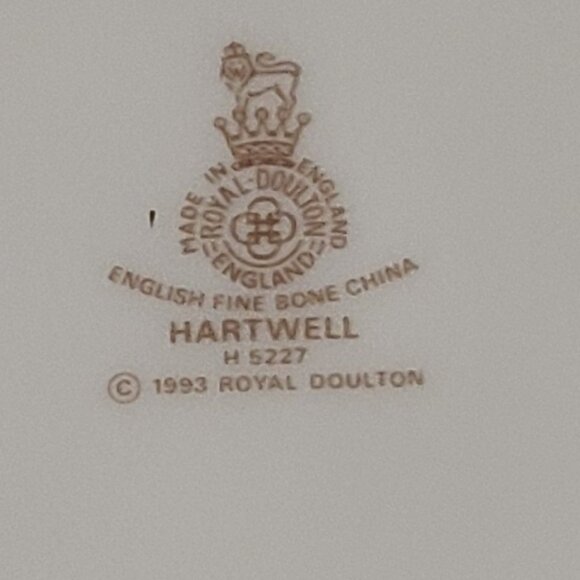 MADE IN ENGLAND
ROYAL-DOULTON
ENGLAND
ENGLISH FINE BONE CHINA
HARTWELL
H 5227
© 1993 ROYAL DOULTON